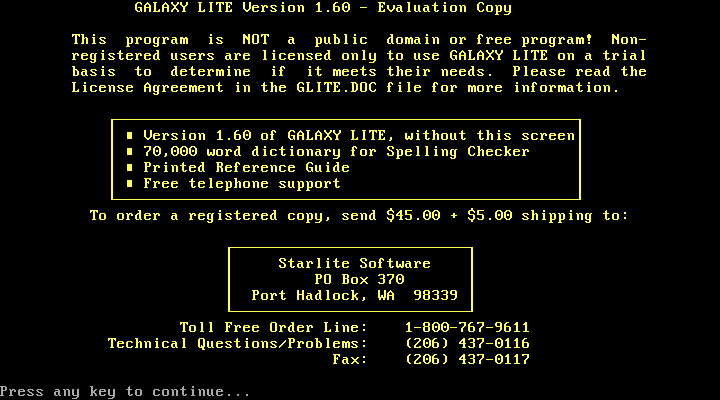 GALAXY LITE Version 1.60 - Evaluation Copy
This program is NOT a public domain or free program! Non-
registered users are licensed only to use GALAXY LITE on a trial
basis to determine if it meets their needs. Please read the
License Agreement in the GLITE.DOC file for more information.
Version 1.60 of GALAXY LITE, without this screen
70,000 word dictionary for Spelling Checker
Printed Reference Guide
Free telephone support
To order a registered copy, send $45.00 + $5.00 shipping to:
Starlite Software
PO Box 370
Port Hadlock, WA 98339
Toll Free Order Line: 1-800-767-9611
Technical Questions/Problems: (206) 437-0116
Fax: (206) 437-0117
Press any key to continue...